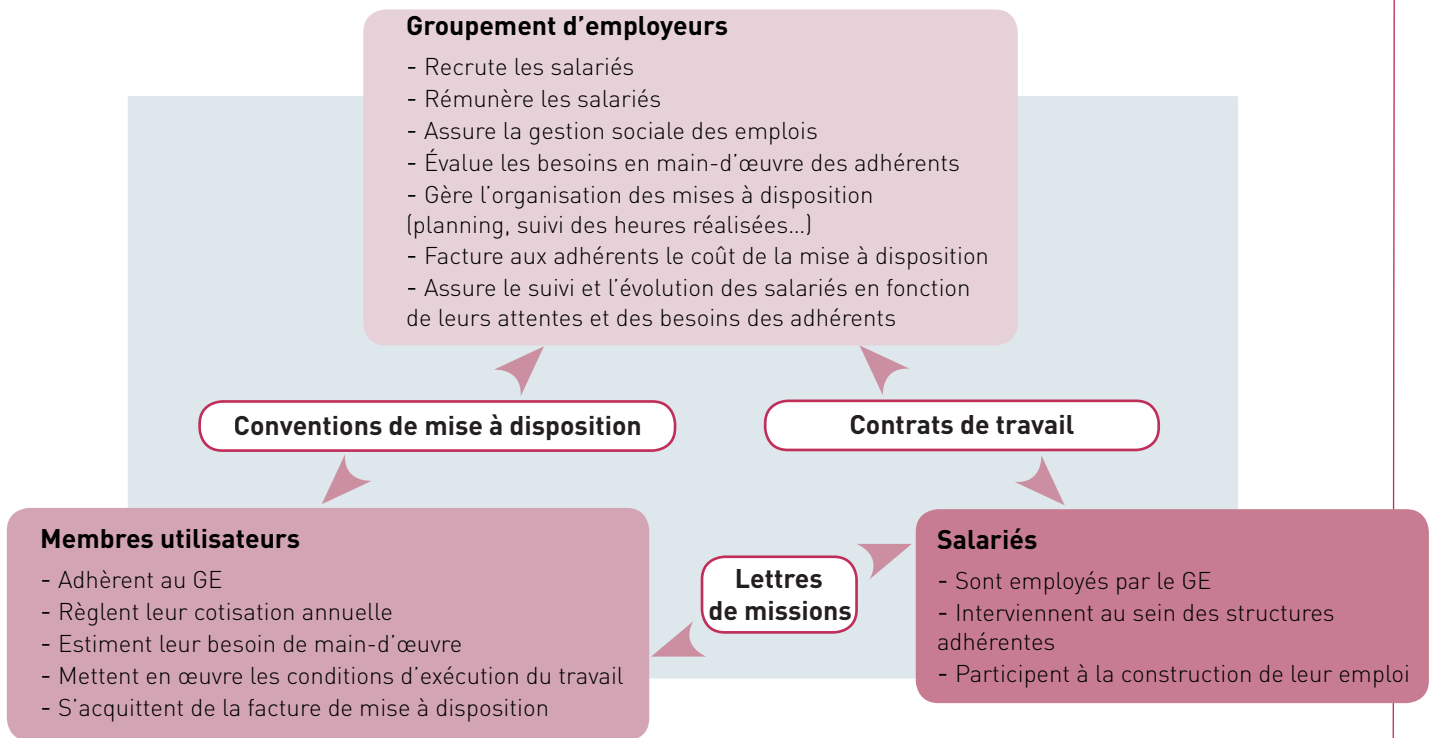 Groupement d’employeurs
- Recrute les salariés
- Rémunère les salariés
- Assure la gestion sociale des emplois
- Évalue les besoins en main-d’œuvre des adhérents
- Gère l’organisation des mises à disposition
(planning, suivi des heures réalisées…)
- Facture aux adhérents le coût de la mise à disposition
- Assure le suivi et l’évolution des salariés en fonction
de leurs attentes et des besoins des adhérents
Conventions de mise à disposition
Contrats de travail
Membres utilisateurs
- Adhèrent au GE
- Règlent leur cotisation annuelle
- Estiment leur besoin de main-d’œuvre
- Mettent en œuvre les conditions d’exécution du travail
- S’acquittent de la facture de mise à disposition
Lettres
de missions
Salariés
- Sont employés par le GE
- Interviennent au sein des structures
adhérentes
- Participent à la construction de leur emploi